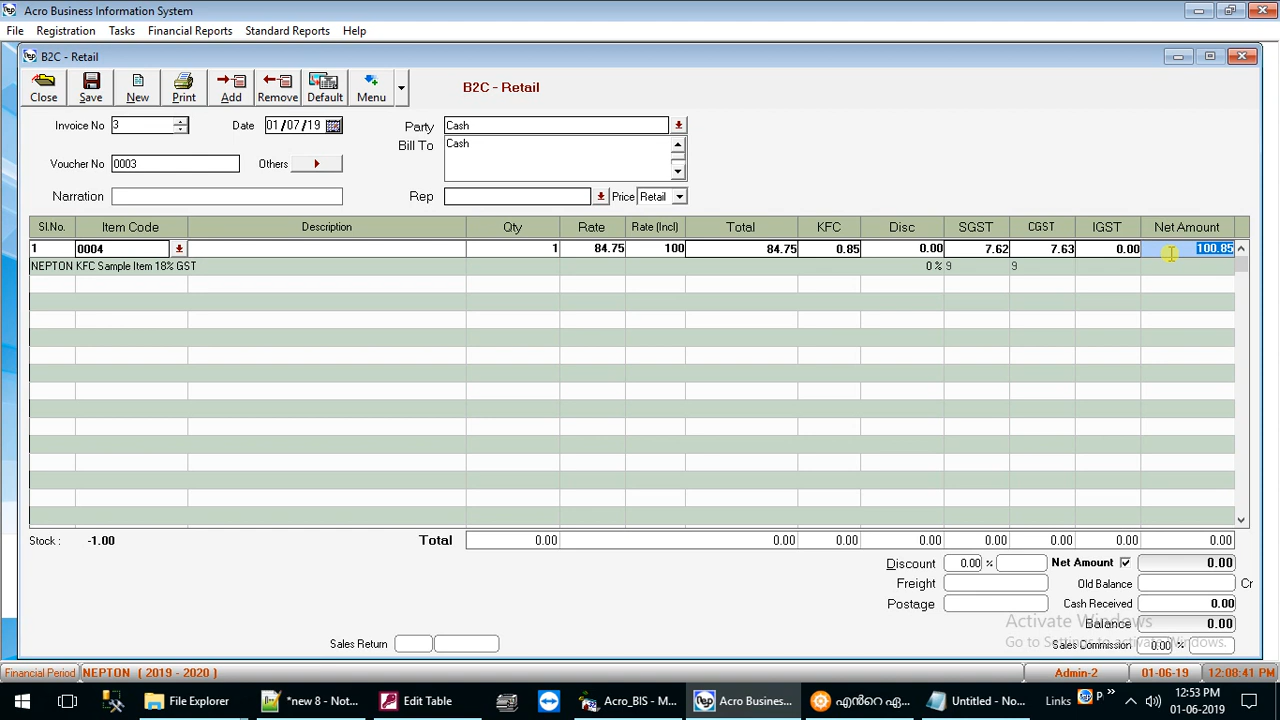 Acro Business Information System
File Registration Tasks Financial Reports Standard Reports Help
B2C - Retail
Close Save New Print Add Remove Default Menu
B2C - Retail
Invoice No 3 Date 01/07/19 Party Cash
Bill To Cash
Voucher No 0003 Others
Narration Rep Price Retail
Sl.No. Item Code Description Qty Rate Rate (Incl) Total KFC Disc SGST CGST IGST Net Amount
1 0004 1 84.75 100 84.75 0.85 0.00 7.62 7.63 0.00 100.85
NEPTON KFC Sample Item 18% GST 0 % 9 9
Stock : -1.00 Total 0.00 0.00 0.00 0.00 0.00 0.00 0.00 0.00
Discount 0.00 % Net Amount 0.00
Freight Old Balance Cr
Postage Cash Received 0.00
Activate Windows
Balance 0.00
Go to Settings to activate Windows.
Sales Return Sales Commission 0.00 %
Financial Period NEPTON ( 2019 - 2020 ) Admin-2 01-06-19 12:08:41 PM
File Explorer *new 8 - Not... Edit Table Acro_BIS - M... Acro Business... എൻറെ ഏ... Untitled - No... Links P » 12:53 PM
01-06-2019